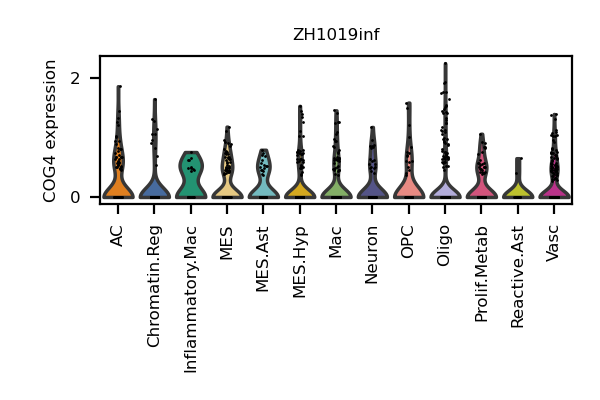 ZH1019inf
COG4 expression
2
0
AC
Chromatin.Reg
Inflammatory.Mac
MES
MES.Ast
MES.Hyp
Mac
Neuron
OPC
Oligo
Prolif.Metab
Reactive.Ast
Vasc